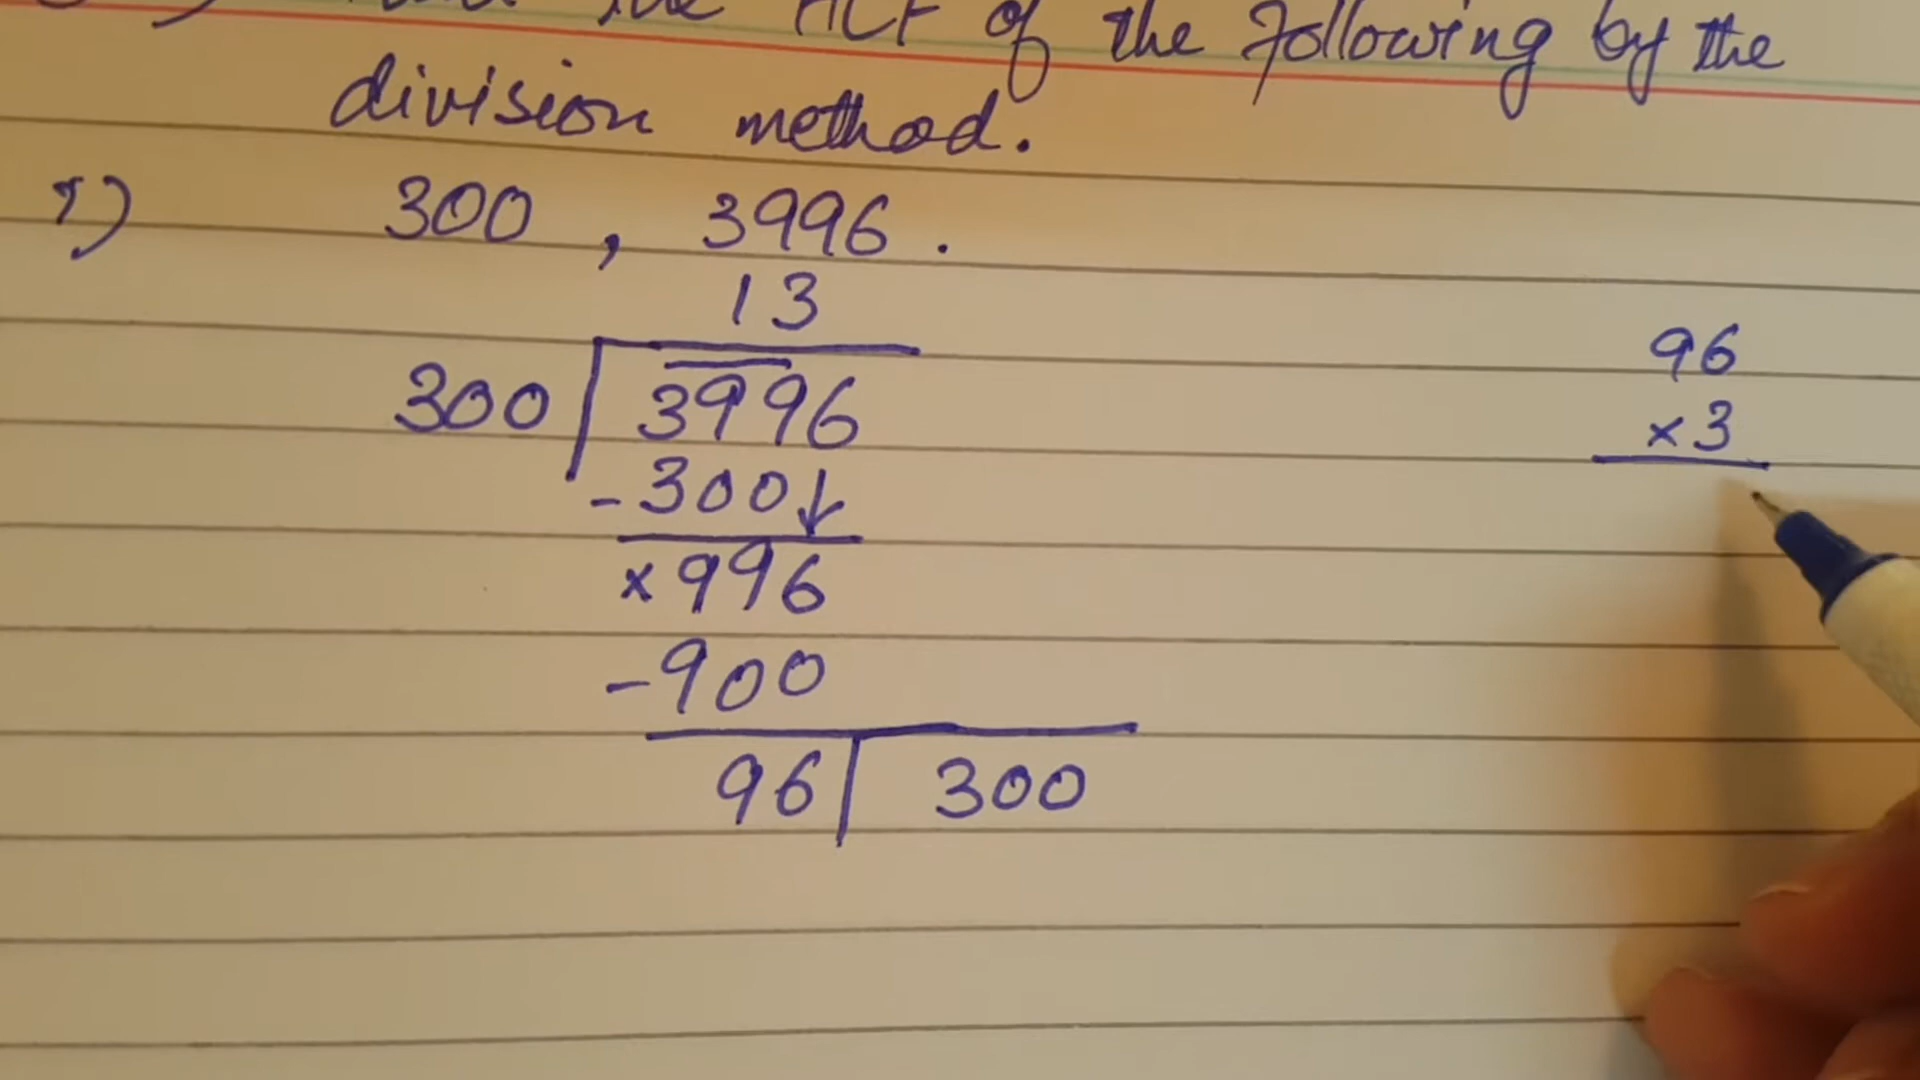 the HCF of the following by the
division method.
1) 300 , 3996 .
13
300 3996
- 300 ↓
× 996
- 900
96 300
96
× 3